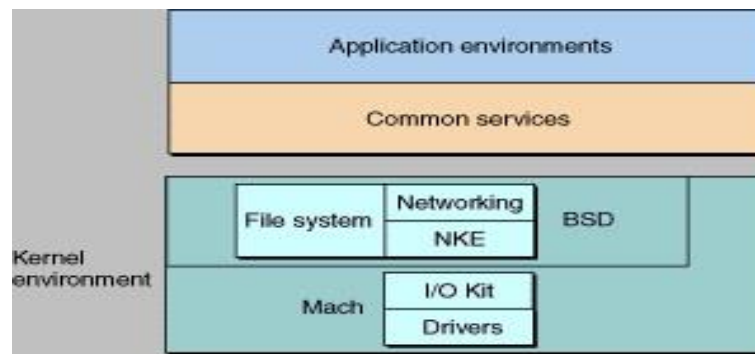 Application environments
Common services
File system
Networking
NKE
BSD
Kernel
environment
Mach
I/O Kit
Drivers